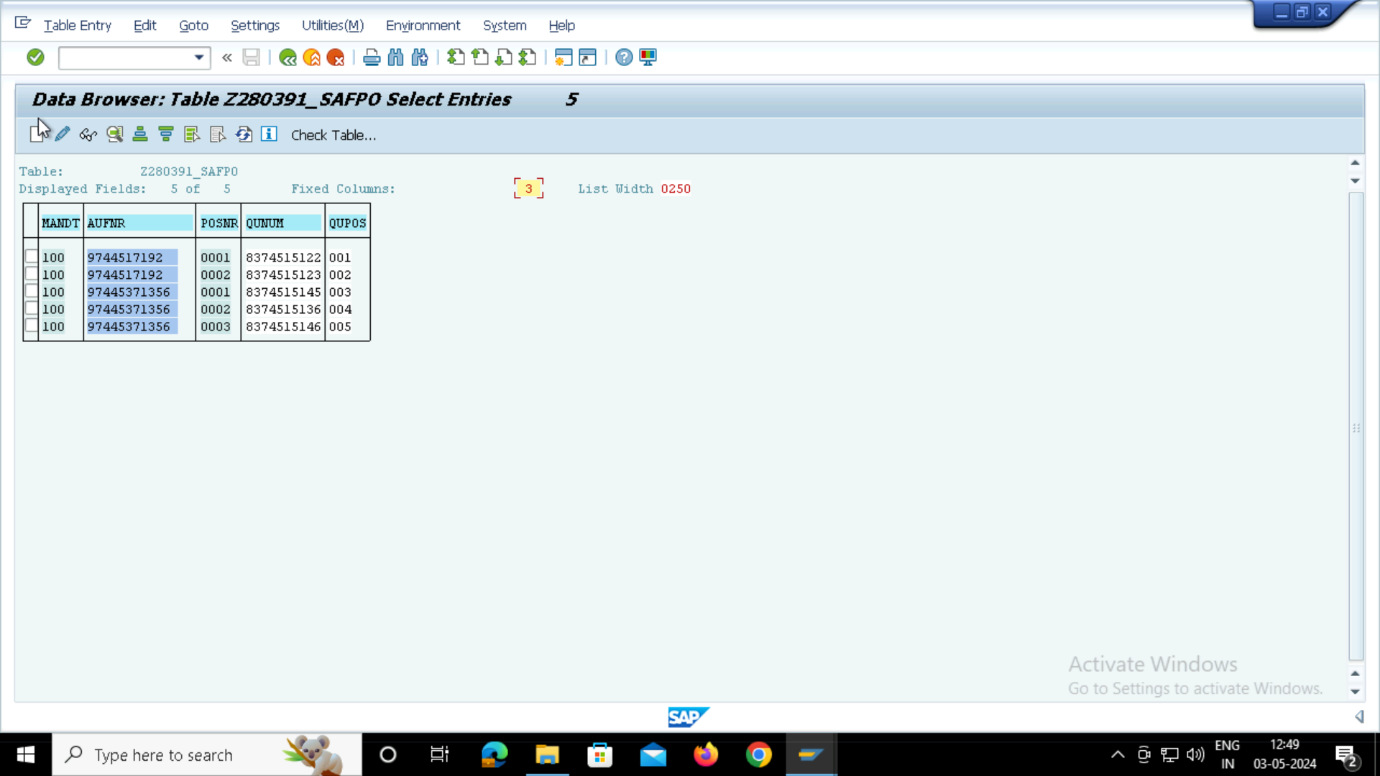 Table Entry Edit Goto Settings Utilities(M) Environment System Help
Data Browser: Table Z280391_SAFPO Select Entries 5
Check Table...
Table: Z280391_SAFPO
Displayed Fields: 5 of 5 Fixed Columns: 3 List Width 0250
MANDT AUFNR POSNR QUNUM QUPOS
100 9744517192 0001 8374515122 001
100 9744517192 0002 8374515123 002
100 97445371356 0001 8374515145 003
100 97445371356 0002 8374515136 004
100 97445371356 0003 8374515146 005
Activate Windows
Go to Settings to activate Windows.
SAP
Type here to search
ENG
IN
12:49
03-05-2024
2